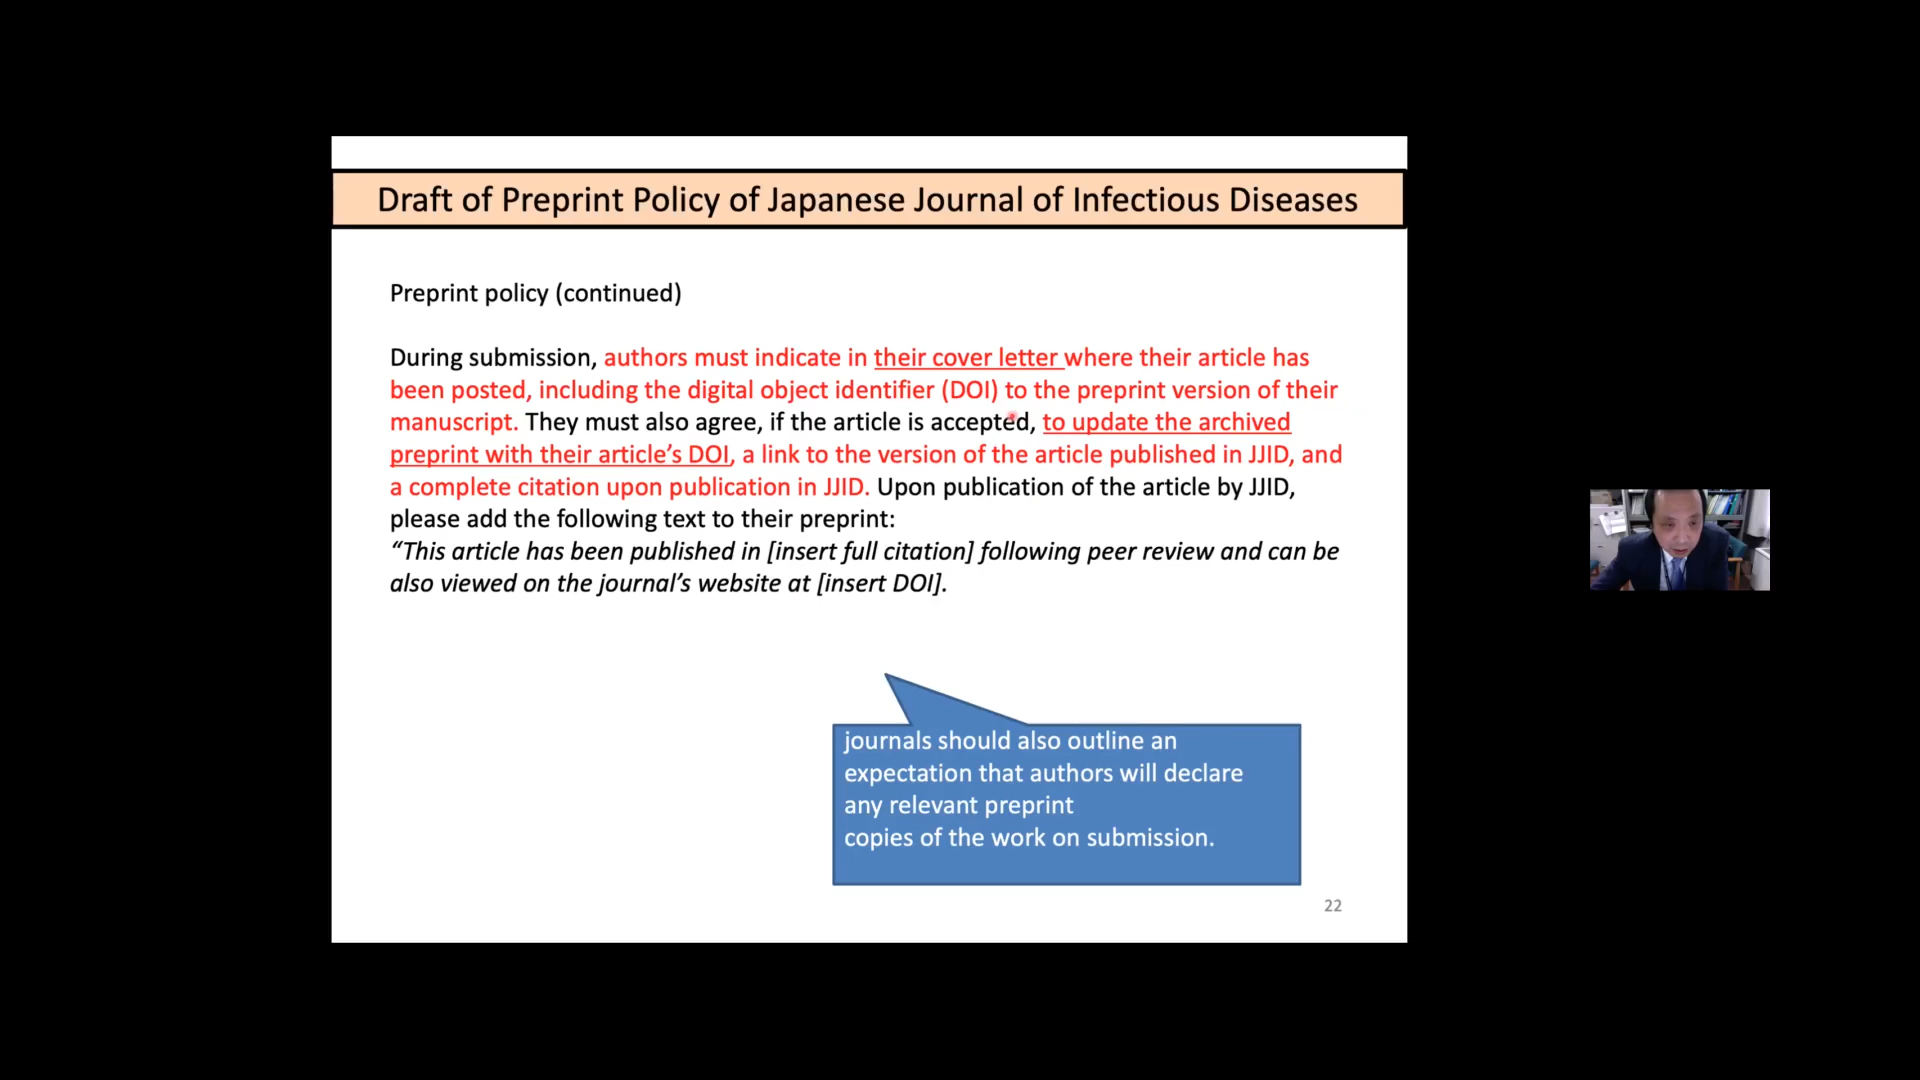 Draft of Preprint Policy of Japanese Journal of Infectious Diseases
Preprint policy (continued)
During submission, authors must indicate in their cover letter where their article has
been posted, including the digital object identifier (DOI) to the preprint version of their
manuscript. They must also agree, if the article is accepted, to update the archived
preprint with their article’s DOI, a link to the version of the article published in JJID, and
a complete citation upon publication in JJID. Upon publication of the article by JJID,
please add the following text to their preprint:
“This article has been published in [insert full citation] following peer review and can be
also viewed on the journal’s website at [insert DOI].
journals should also outline an
expectation that authors will declare
any relevant preprint
copies of the work on submission.
22